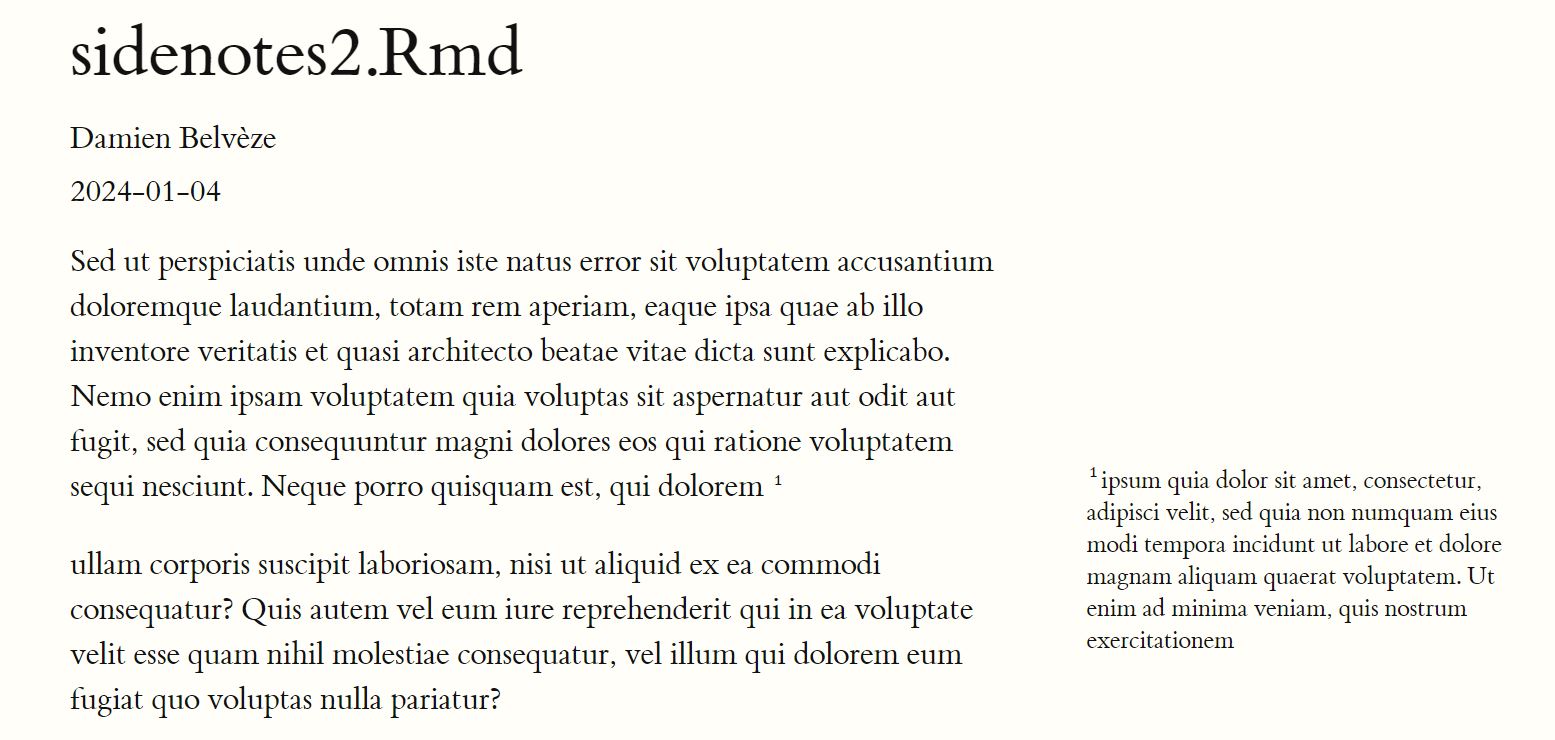 sidenotes2.Rmd
Damien Belvèze
2024-01-04
Sed ut perspiciatis unde omnis iste natus error sit voluptatem accusantium
doloremque laudantium, totam rem aperiam, eaque ipsa quae ab illo
inventore veritatis et quasi architecto beatae vitae dicta sunt explicabo.
Nemo enim ipsam voluptatem quia voluptas sit aspernatur aut odit aut
fugit, sed quia consequuntur magni dolores eos qui ratione voluptatem
sequi nesciunt. Neque porro quisquam est, qui dolorem ¹
¹ ipsum quia dolor sit amet, consectetur,
adipisci velit, sed quia non numquam eius
modi tempora incidunt ut labore et dolore
magnam aliquam quaerat voluptatem. Ut
enim ad minima veniam, quis nostrum
exercitationem
ullam corporis suscipit laboriosam, nisi ut aliquid ex ea commodi
consequatur? Quis autem vel eum iure reprehenderit qui in ea voluptate
velit esse quam nihil molestiae consequatur, vel illum qui dolorem eum
fugiat quo voluptas nulla pariatur?